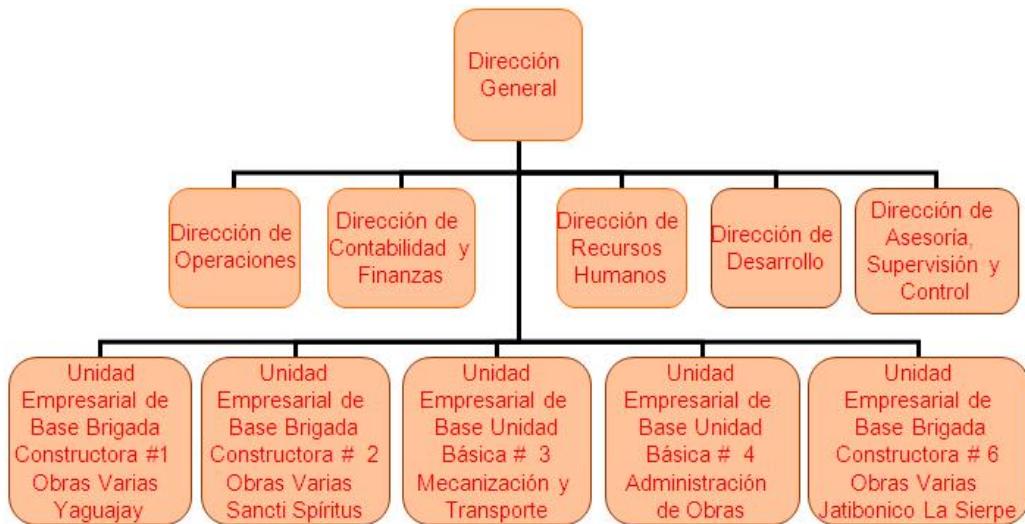 Dirección
General
Dirección de
Operaciones
Dirección de
Contabilidad y
Finanzas
Dirección de
Recursos
Humanos
Dirección de
Desarrollo
Dirección de
Asesoría,
Supervisión y
Control
Unidad
Empresarial de
Base Brigada
Constructora #1
Obras Varias
Yaguajay
Unidad
Empresarial de
Base Brigada
Constructora # 2
Obras Varias
Sancti Spíritus
Unidad
Empresarial de
Base Unidad
Básica # 3
Mecanización y
Transporte
Unidad
Empresarial de
Base Unidad
Básica # 4
Administración
de Obras
Unidad
Empresarial de
Base Brigada
Constructora # 6
Obras Varias
Jatibonico La Sierpe